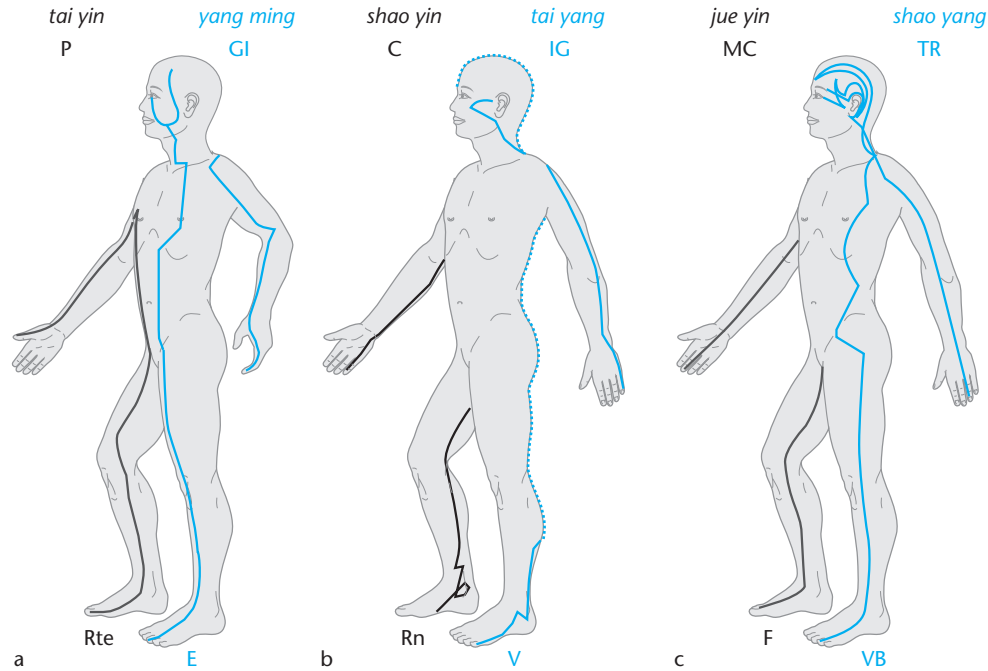 tai yin yang ming shao yin tai yang jue yin shao yang
P GI C IG MC TR
Rte Rn F
a E b V c VB